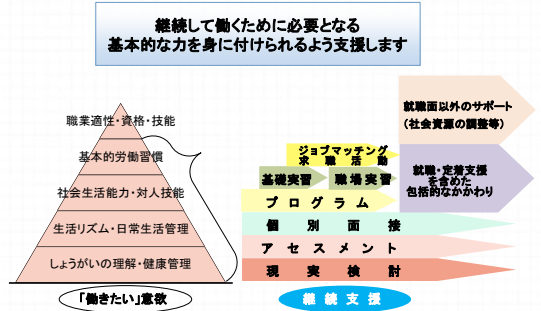 継続して働くために必要となる
基本的な力を身に付けられるよう支援します
職業適性・資格・技能
基本的労働習慣
社会生活能力・対人技能
生活リズム・日常生活管理
しょうがいの理解・健康管理
「働きたい」意欲
就職面以外のサポート
（社会資源の調整等）
ジョブマッチング
求職活動
基礎実習
職場実習
就職・定着支援
を含めた
包括的なかかわり
プログラム
個別面接
アセスメント
現実検討
継続支援